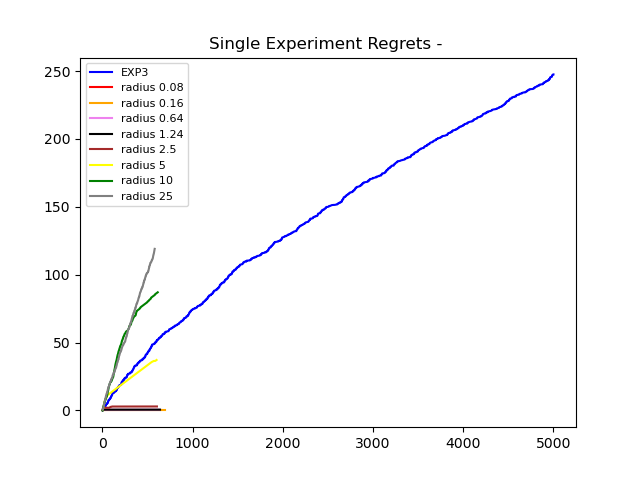 Single Experiment Regrets -
EXP3
radius 0.08
radius 0.16
radius 0.64
radius 1.24
radius 2.5
radius 5
radius 10
radius 25
250
200
150
100
50
0
0 1000 2000 3000 4000 5000